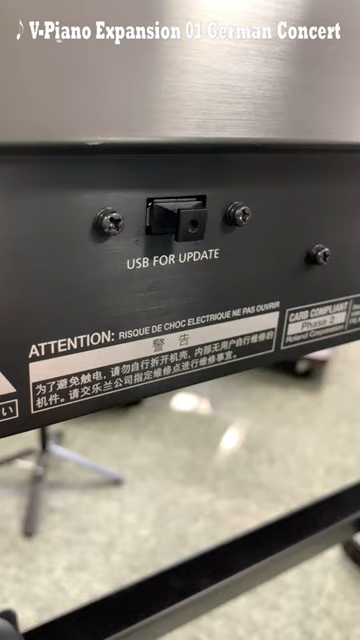 ♪ V-Piano Expansion 01 German Concert
USB FOR UPDATE
ATTENTION: RISQUE DE CHOC ELECTRIQUE NE PAS OUVRIR
警 告
为了避免触电，请勿自行拆开机壳，内部无用户自行维修的
机件。请交乐兰公司指定维修点进行维修事宜。
CARB COMPLIANT
Phase 2
Roland Corporation
い